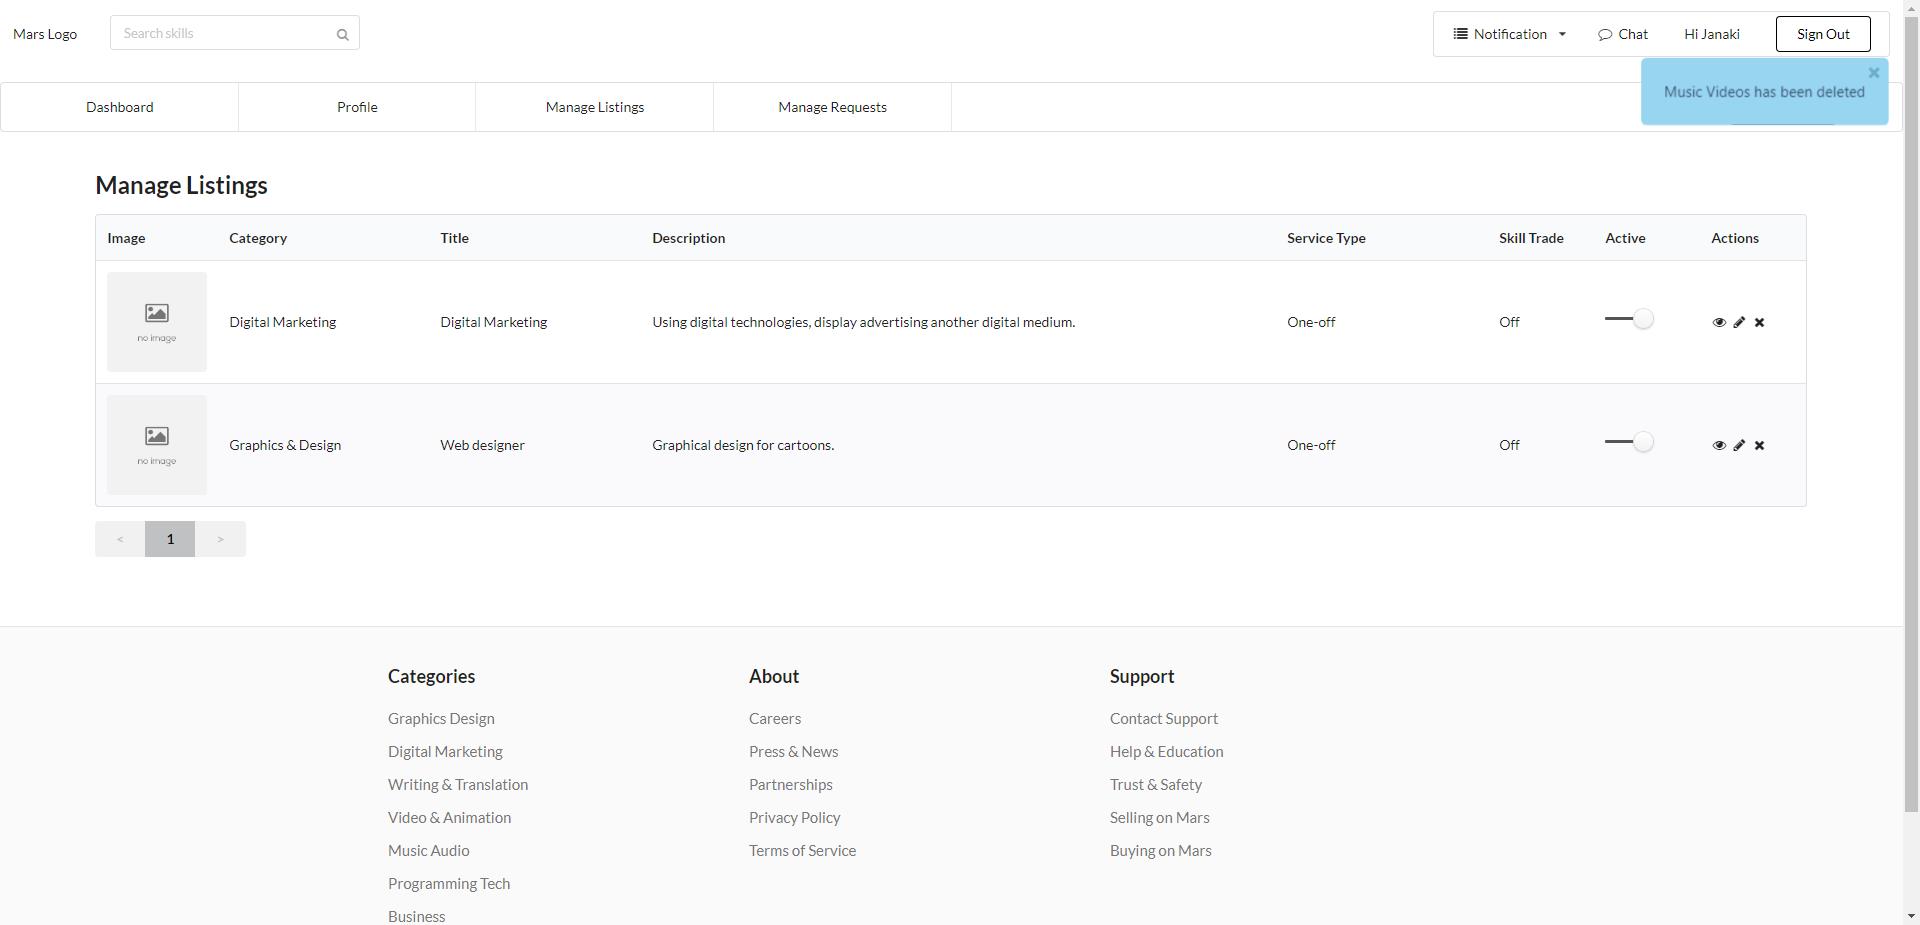 Mars Logo
Search skills
Notification
Chat
Hi Janaki
Sign Out
Music Videos has been deleted
Dashboard
Profile
Manage Listings
Manage Requests
Manage Listings
Image Category Title Description Service Type Skill Trade Active Actions
no image
Digital Marketing Digital Marketing Using digital technologies, display advertising another digital medium. One-off Off
no image
Graphics & Design Web designer Graphical design for cartoons. One-off Off
< 1 >
Categories
Graphics Design
Digital Marketing
Writing & Translation
Video & Animation
Music Audio
Programming Tech
Business
About
Careers
Press & News
Partnerships
Privacy Policy
Terms of Service
Support
Contact Support
Help & Education
Trust & Safety
Selling on Mars
Buying on Mars